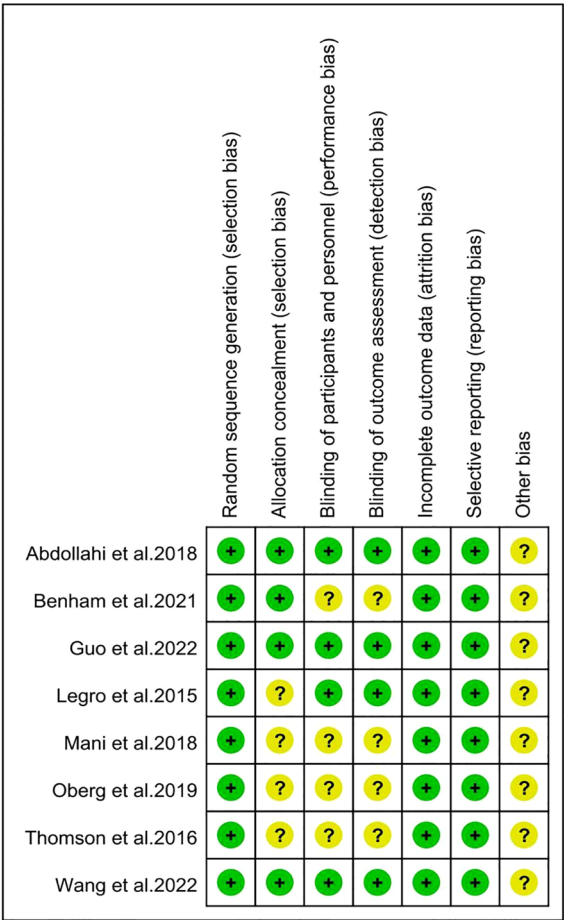 Random sequence generation (selection bias)
Allocation concealment (selection bias)
Blinding of participants and personnel (performance bias)
Blinding of outcome assessment (detection bias)
Incomplete outcome data (attrition bias)
Selective reporting (reporting bias)
Other bias
Abdollahi et al.2018 + + + + + + ?
Benham et al.2021 + + ? ? + + ?
Guo et al.2022 + + + + + + ?
Legro et al.2015 + ? + + + + ?
Mani et al.2018 + ? ? ? + + ?
Oberg et al.2019 + ? ? ? + + ?
Thomson et al.2016 + ? ? ? + + ?
Wang et al.2022 + + + + + + ?